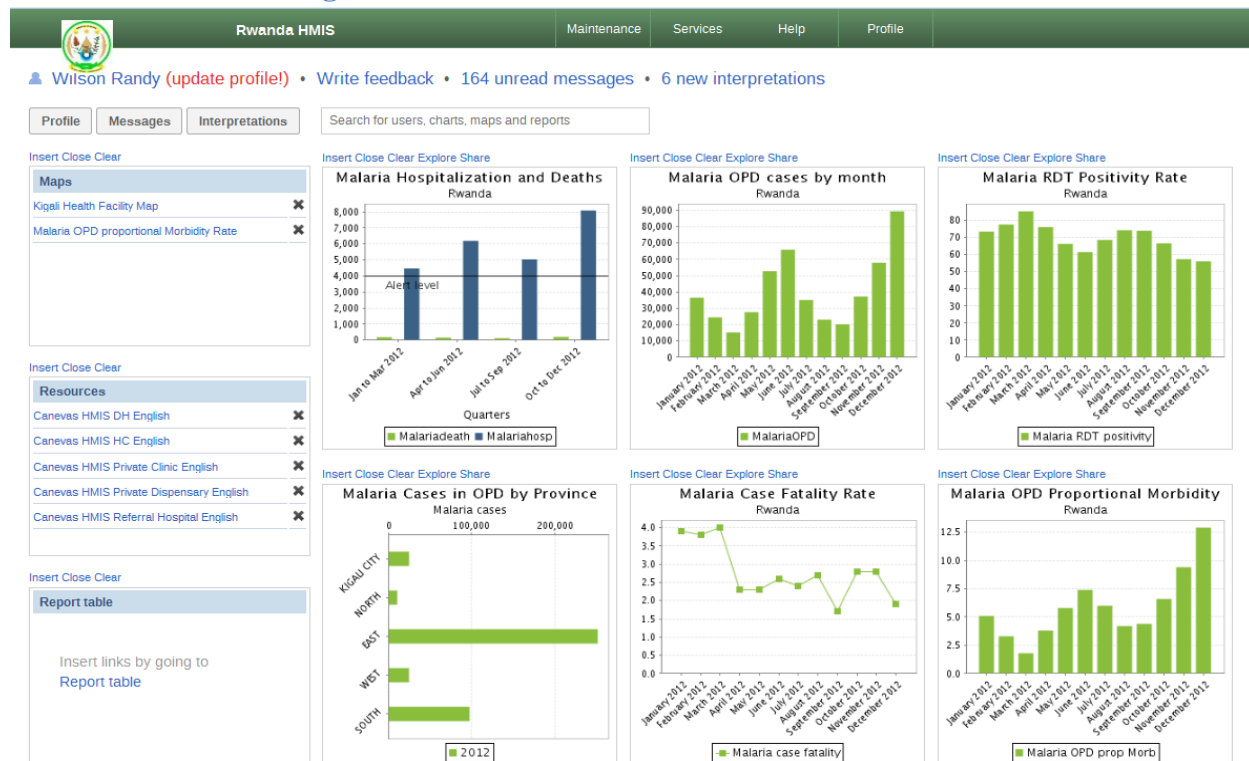 Rwanda HMIS
Maintenance Services Help Profile
Wilson Randy (update profile!) • Write feedback • 164 unread messages • 6 new interpretations
Profile Messages Interpretations Search for users, charts, maps and reports
Insert Close Clear
Maps
Kigali Health Facility Map
Malaria OPD proportional Morbidity Rate
Insert Close Clear
Resources
Canevas HMIS DH English
Canevas HMIS HC English
Canevas HMIS Private Clinic English
Canevas HMIS Private Dispensary English
Canevas HMIS Referral Hospital English
Insert Close Clear
Report table
Insert links by going to
Report table
Insert Close Clear Explore Share
Malaria Hospitalization and Deaths
Rwanda
8,000
7,000
6,000
5,000
4,000
Alert level
3,000
2,000
1,000
0
Jan to Mar 2012
Apr to Jun 2012
Jul to Sep 2012
Oct to Dec 2012
Quarters
Malariadeath Malariahosp
Insert Close Clear Explore Share
Malaria OPD cases by month
Rwanda
90,000
80,000
70,000
60,000
50,000
40,000
30,000
20,000
10,000
0
January 2012
February 2012
March 2012
April 2012
May 2012
June 2012
July 2012
August 2012
September 2012
October 2012
November 2012
December 2012
MalariaOPD
Insert Close Clear Explore Share
Malaria RDT Positivity Rate
Rwanda
80
70
60
50
40
30
20
10
0
January 2012
February 2012
March 2012
April 2012
May 2012
June 2012
July 2012
August 2012
September 2012
October 2012
November 2012
December 2012
Malaria RDT positivity
Insert Close Clear Explore Share
Malaria Cases in OPD by Province
Malaria cases
0 100,000 200,000
KIGALI CITY
NORTH
EAST
WEST
SOUTH
2012
Insert Close Clear Explore Share
Malaria Case Fatality Rate
Rwanda
4.0
3.5
3.0
2.5
2.0
1.5
1.0
0.5
0.0
January 2012
February 2012
March 2012
April 2012
May 2012
June 2012
July 2012
August 2012
September 2012
October 2012
November 2012
December 2012
Malaria case fatality
Insert Close Clear Explore Share
Malaria OPD Proportional Morbidity
Rwanda
12.5
10.0
7.5
5.0
2.5
0.0
January 2012
February 2012
March 2012
April 2012
May 2012
June 2012
July 2012
August 2012
September 2012
October 2012
November 2012
December 2012
Malaria OPD prop Morb